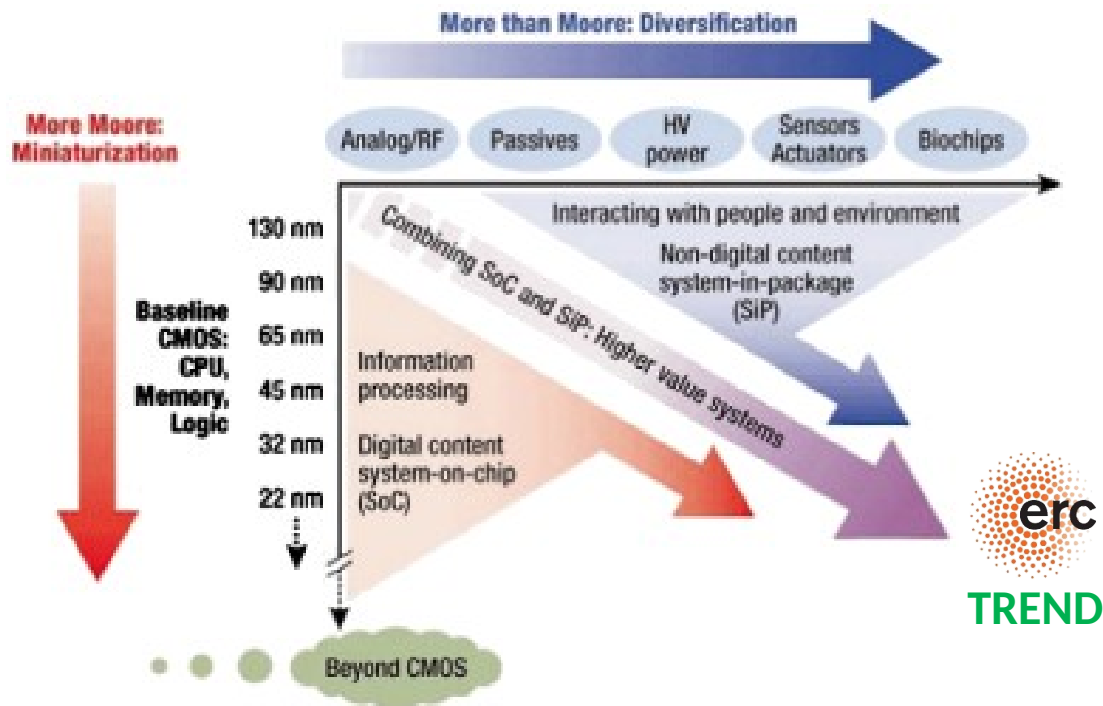 More than Moore: Diversification
More Moore:
Miniaturization
Analog/RF
Passives
HV
power
Sensors
Actuators
Biochips
Interacting with people and environment
Non-digital content
system-in-package
(SiP)
Combining SoC and SiP: Higher value systems
130 nm
90 nm
65 nm
45 nm
32 nm
22 nm
Baseline
CMOS:
CPU,
Memory,
Logic
Information
processing
Digital content
system-on-chip
(SoC)
Beyond CMOS
erc
TREND